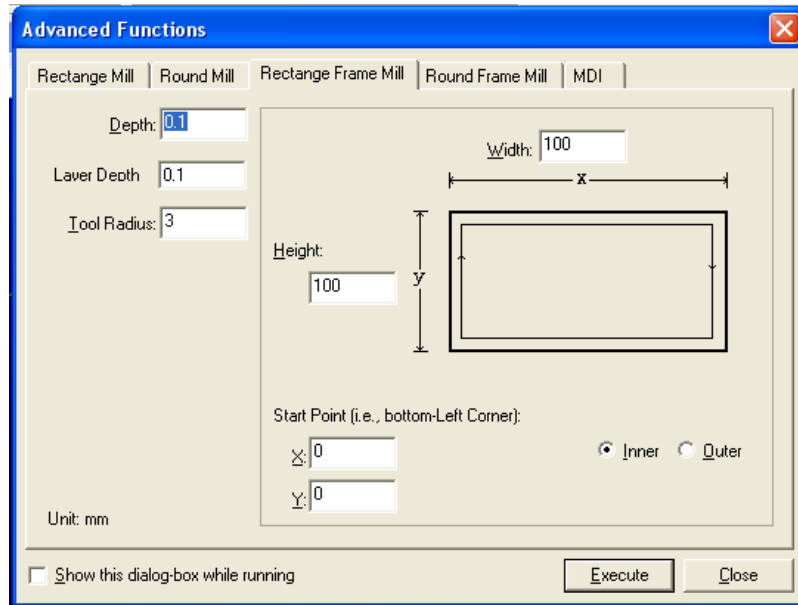 Advanced Functions
Rectange Mill Round Mill Rectange Frame Mill Round Frame Mill MDI
Depth: 0.1
Width: 100
Layer Depth 0.1
x
Tool Radius: 3
Height:
100
y
Start Point (i.e., bottom-Left Corner):
X: 0
Inner Outer
Y: 0
Unit: mm
Show this dialog-box while running
Execute Close